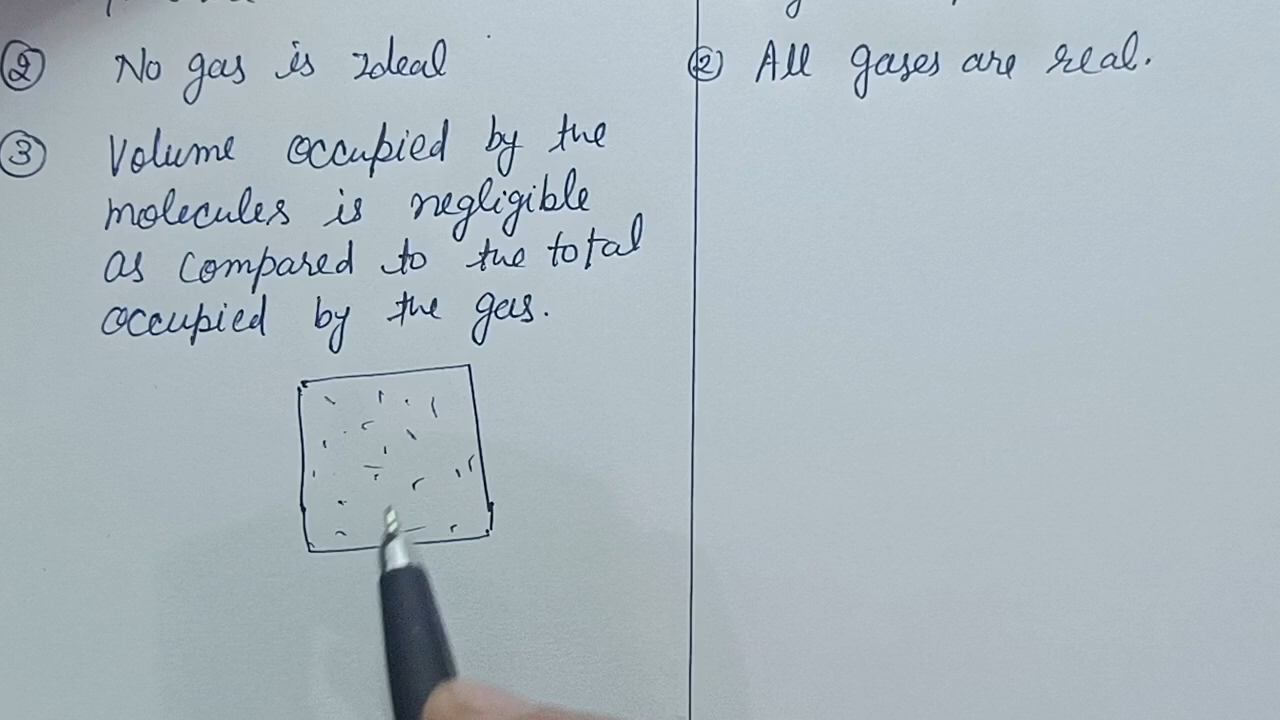 ② No gas is Ideal
③ Volume occupied by the
molecules is negligible
as compared to the total
occupied by the gas.
② All gases are real.